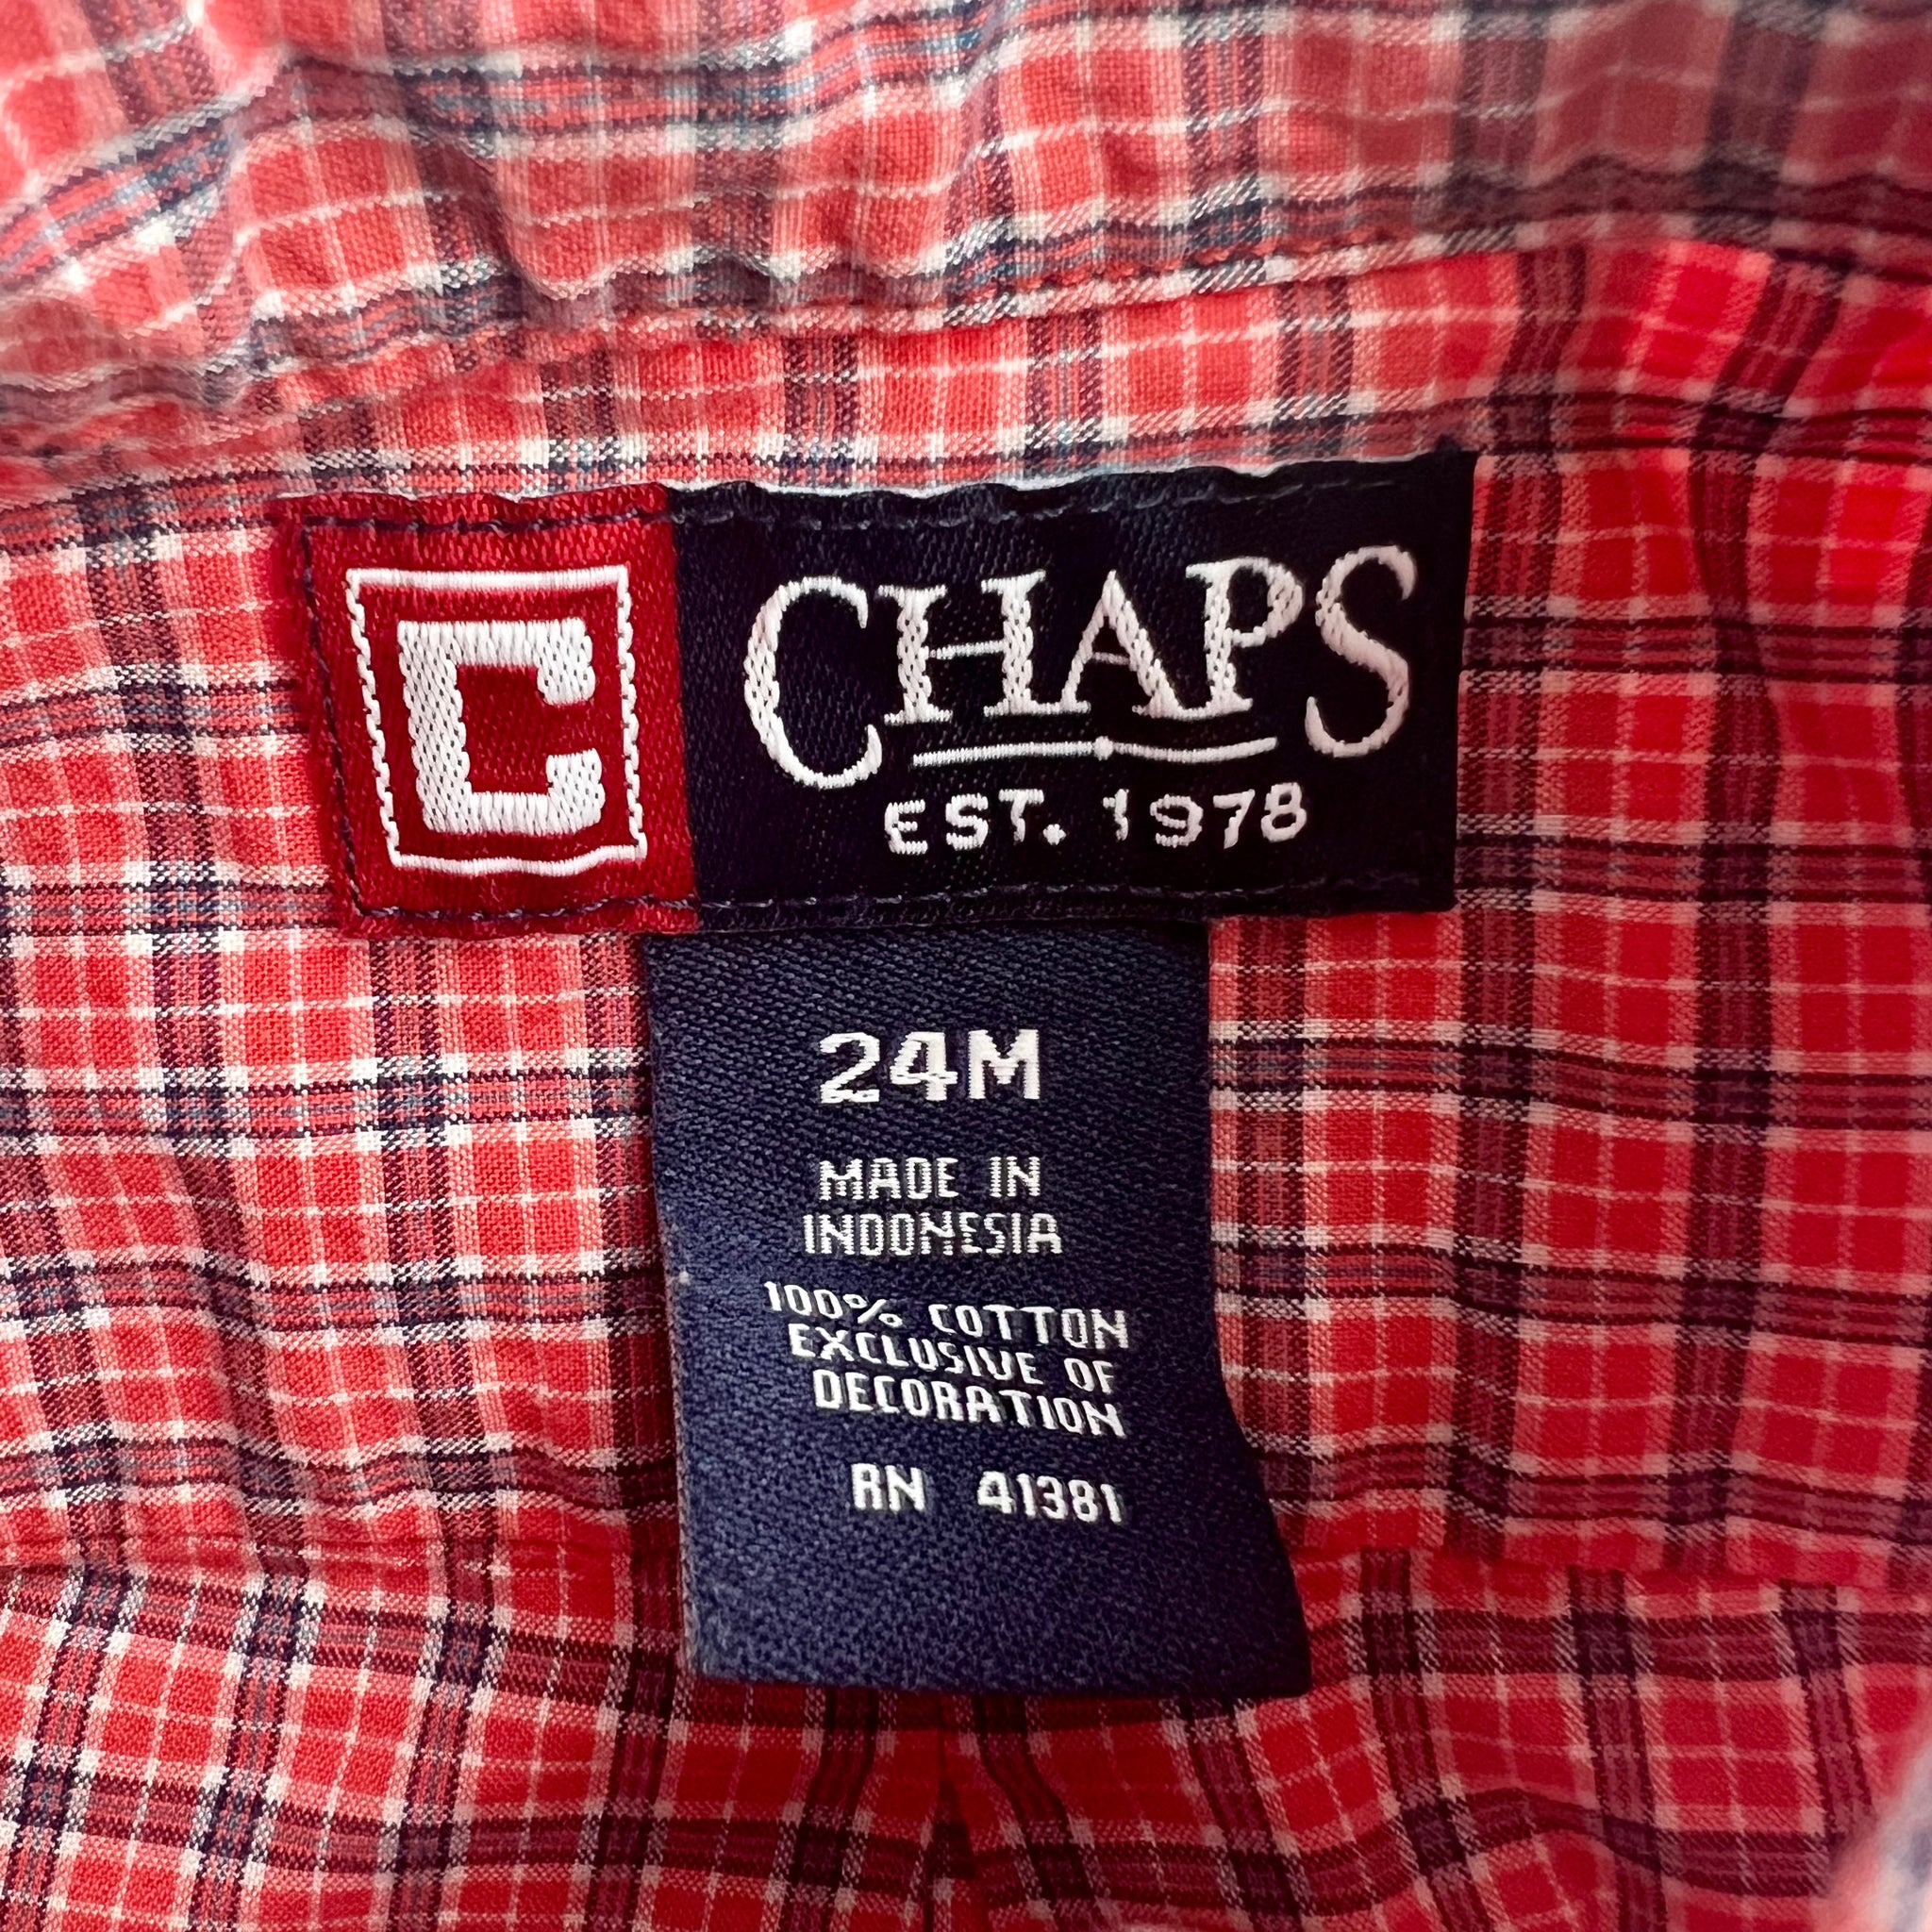 C
CHAPS
EST. 1978
24M
MADE IN
INDONESIA
100% COTTON
EXCLUSIVE OF
DECORATION
RN 41381